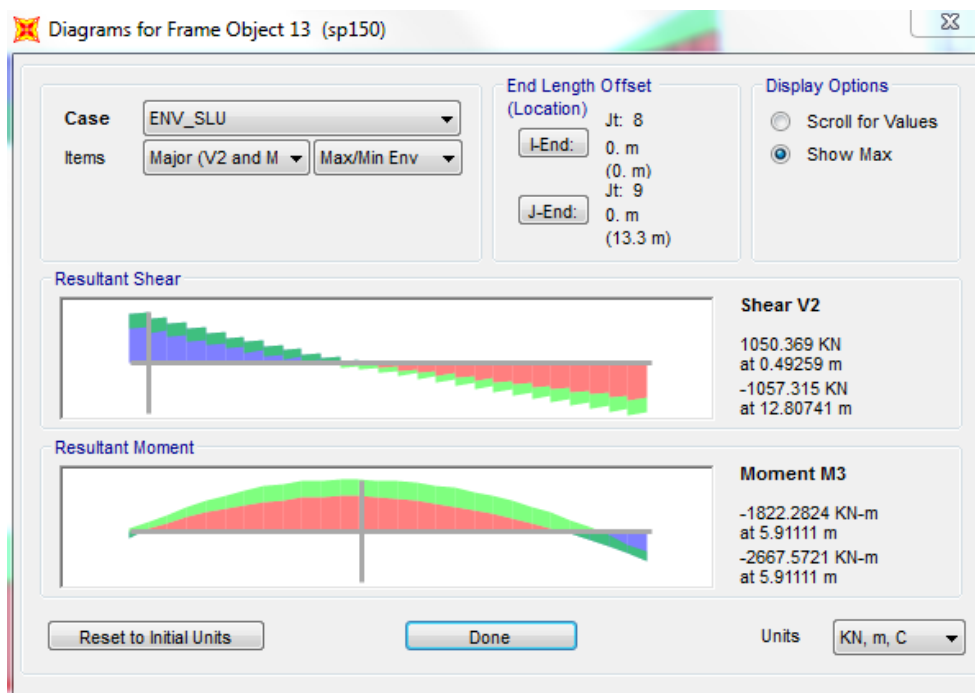 Diagrams for Frame Object 13 (sp150)
Case
ENV_SLU
Items
Major (V2 and M
Max/Min Env
End Length Offset
(Location)
I-End:
Jt: 8
0. m
(0. m)
J-End:
Jt: 9
0. m
(13.3 m)
Display Options
Scroll for Values
Show Max
Resultant Shear
Shear V2
1050.369 KN
at 0.49259 m
-1057.315 KN
at 12.80741 m
Resultant Moment
Moment M3
-1822.2824 KN-m
at 5.91111 m
-2667.5721 KN-m
at 5.91111 m
Reset to Initial Units
Done
Units
KN, m, C